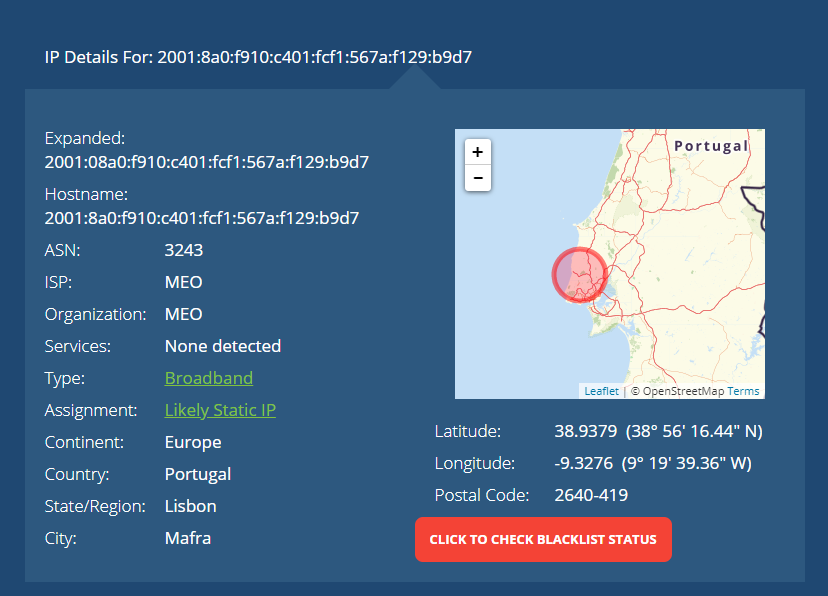 IP Details For: 2001:8a0:f910:c401:fcf1:567a:f129:b9d7
Expanded:
2001:08a0:f910:c401:fcf1:567a:f129:b9d7
Hostname:
2001:8a0:f910:c401:fcf1:567a:f129:b9d7
ASN: 3243
ISP: MEO
Organization: MEO
Services: None detected
Type: Broadband
Assignment: Likely Static IP
Continent: Europe
Country: Portugal
State/Region: Lisbon
City: Mafra
+
−
Portugal
Leaflet | © OpenStreetMap Terms
Latitude: 38.9379 (38° 56' 16.44" N)
Longitude: -9.3276 (9° 19' 39.36" W)
Postal Code: 2640-419
CLICK TO CHECK BLACKLIST STATUS